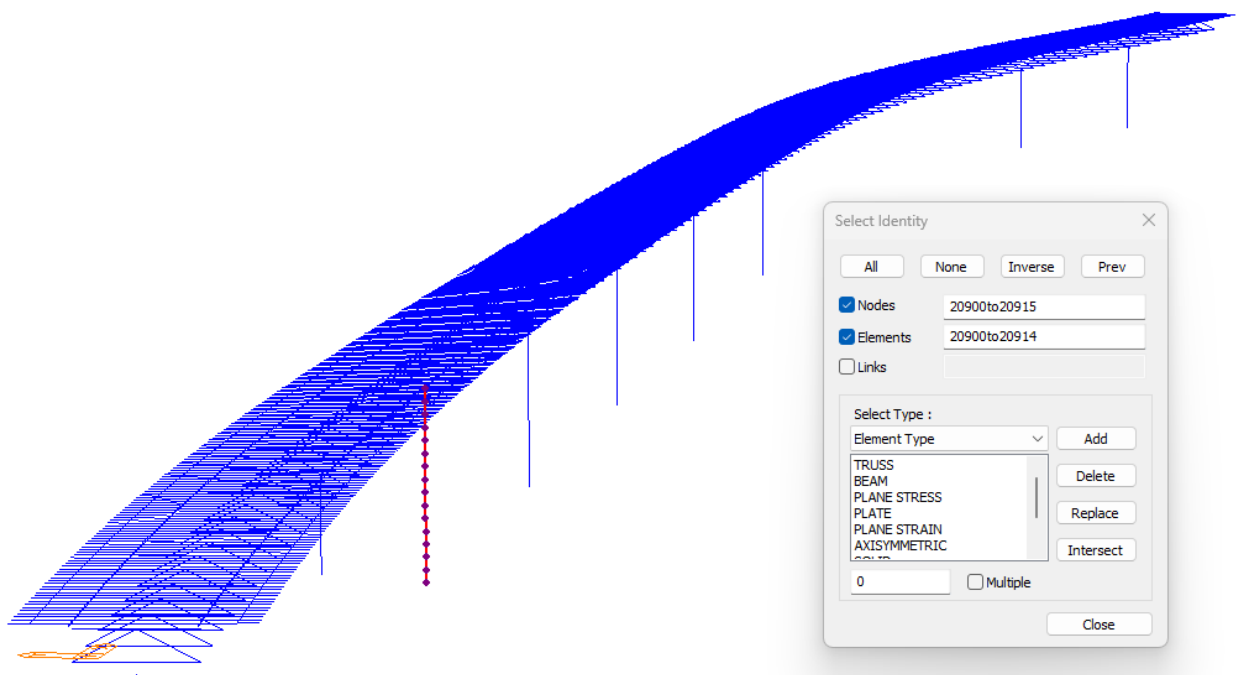 Select Identity
All None Inverse Prev
Nodes 20900to20915
Elements 20900to20914
Links
Select Type :
Element Type Add
TRUSS
BEAM
Delete
PLANE STRESS
PLATE
Replace
PLANE STRAIN
AXISYMMETRIC
Intersect
0 Multiple
Close